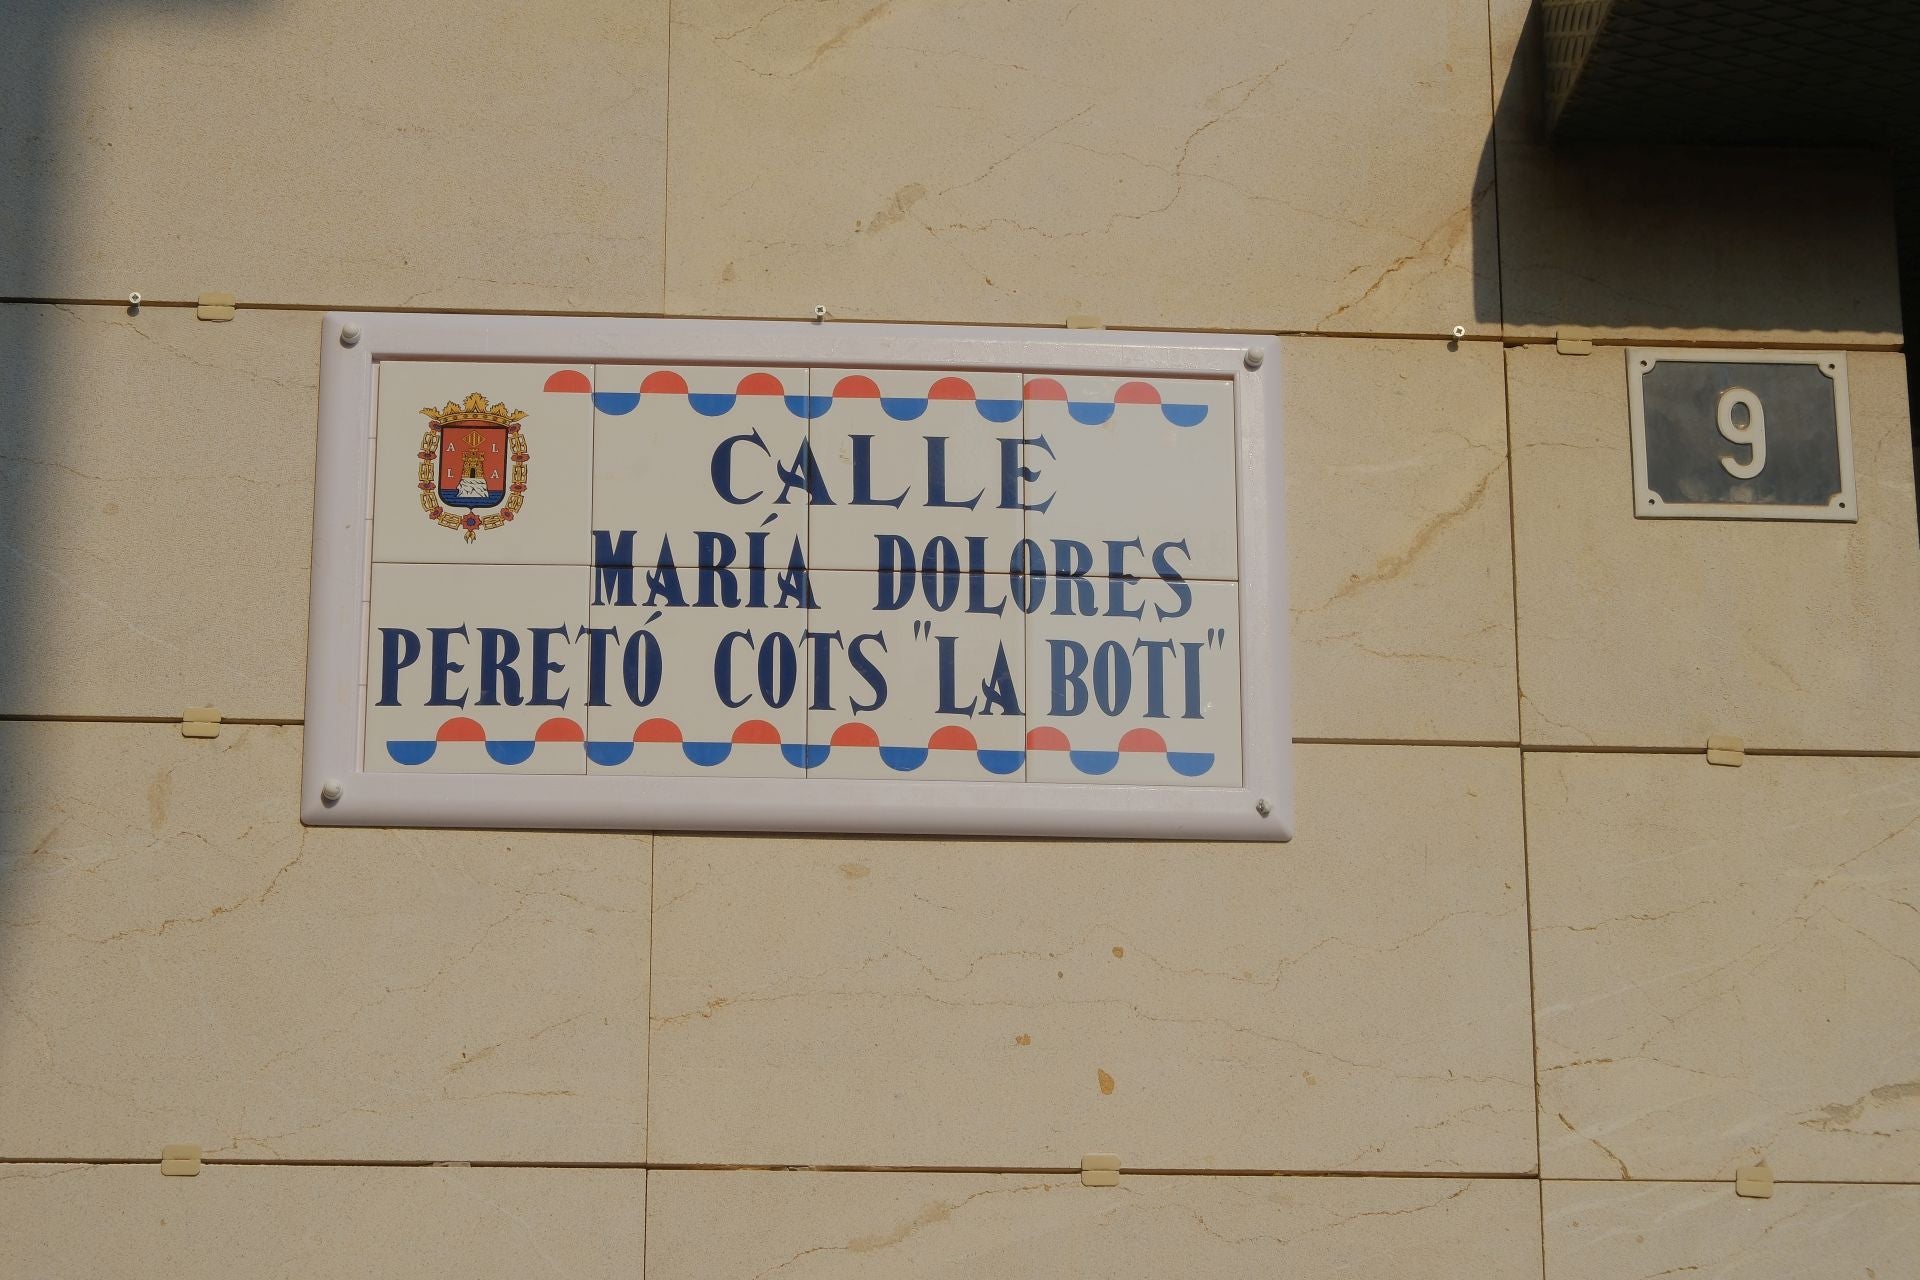 A L
L A
CALLE
MARÍA DOLORES
PERETÓ COTS "LA BOTI"
9